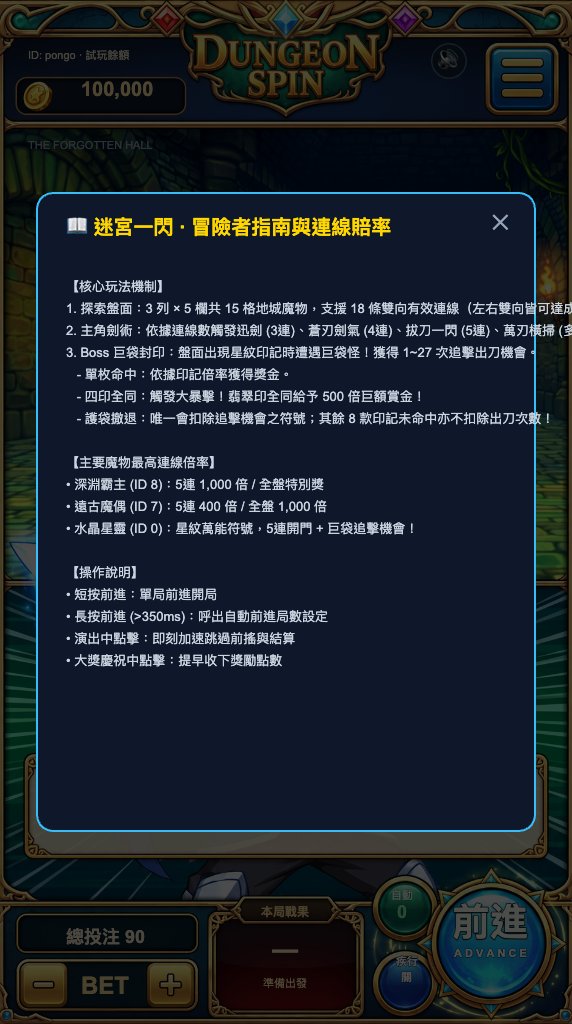 DUNGEON
SPIN
ID: pongo · 試玩餘額
100,000
THE FORGOTTEN HALL
迷宮一閃 · 冒險者指南與連線賠率
【核心玩法機制】
1. 探索盤面：3 列 × 5 欄共 15 格地城魔物，支援 18 條雙向有效連線（左右雙向皆可達成
2. 主角劍術：依據連線數觸發迅劍 (3連)、蒼刃劍氣 (4連)、拔刀一閃 (5連)、萬刃橫掃 (多
3. Boss 巨袋封印：盤面出現星紋印記時遭遇巨袋怪！獲得 1~27 次追擊出刀機會。
- 單枚命中：依據印記倍率獲得獎金。
- 四印全同：觸發大暴擊！翡翠印全同給予 500 倍巨額賞金！
- 護袋撤退：唯一會扣除追擊機會之符號；其餘 8 款印記未命中亦不扣除出刀次數！
【主要魔物最高連線倍率】
• 深淵霸主 (ID 8)：5連 1,000 倍 / 全盤特別獎
• 遠古魔偶 (ID 7)：5連 400 倍 / 全盤 1,000 倍
• 水晶星靈 (ID 0)：星紋萬能符號，5連開門 + 巨袋追擊機會！
【操作說明】
• 短按前進：單局前進開局
• 長按前進 (>350ms)：呼出自動前進局數設定
• 演出中點擊：即刻加速跳過前搖與結算
• 大獎慶祝中點擊：提早收下獎勵點數
總投注 90
BET
本局戰果
—
準備出發
自動
0
疾行
關
前進
ADVANCE